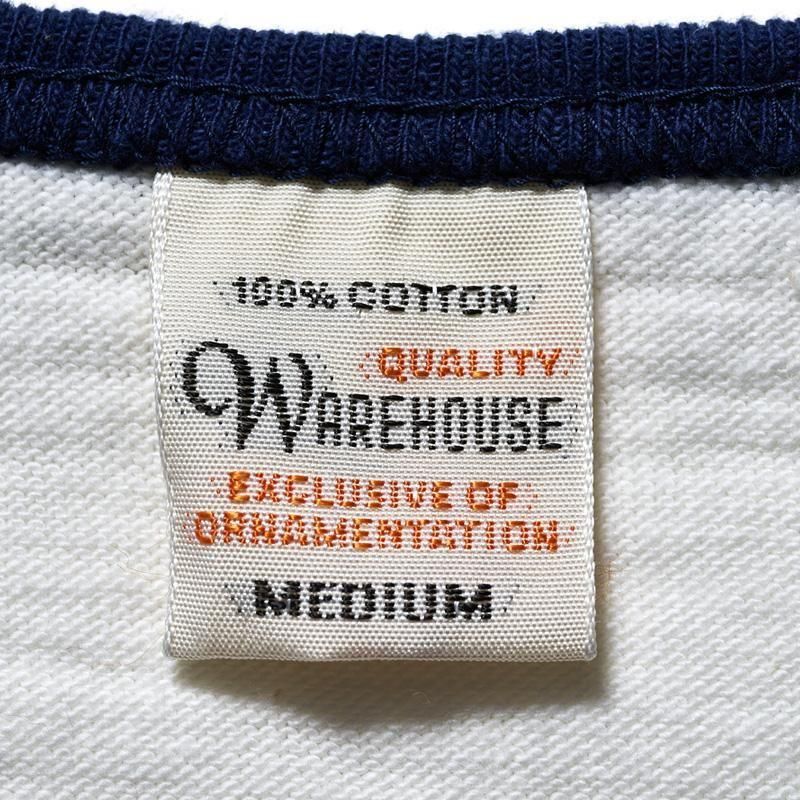 100% COTTON
QUALITY
WAREHOUSE
EXCLUSIVE OF
ORNAMENTATION
MEDIUM